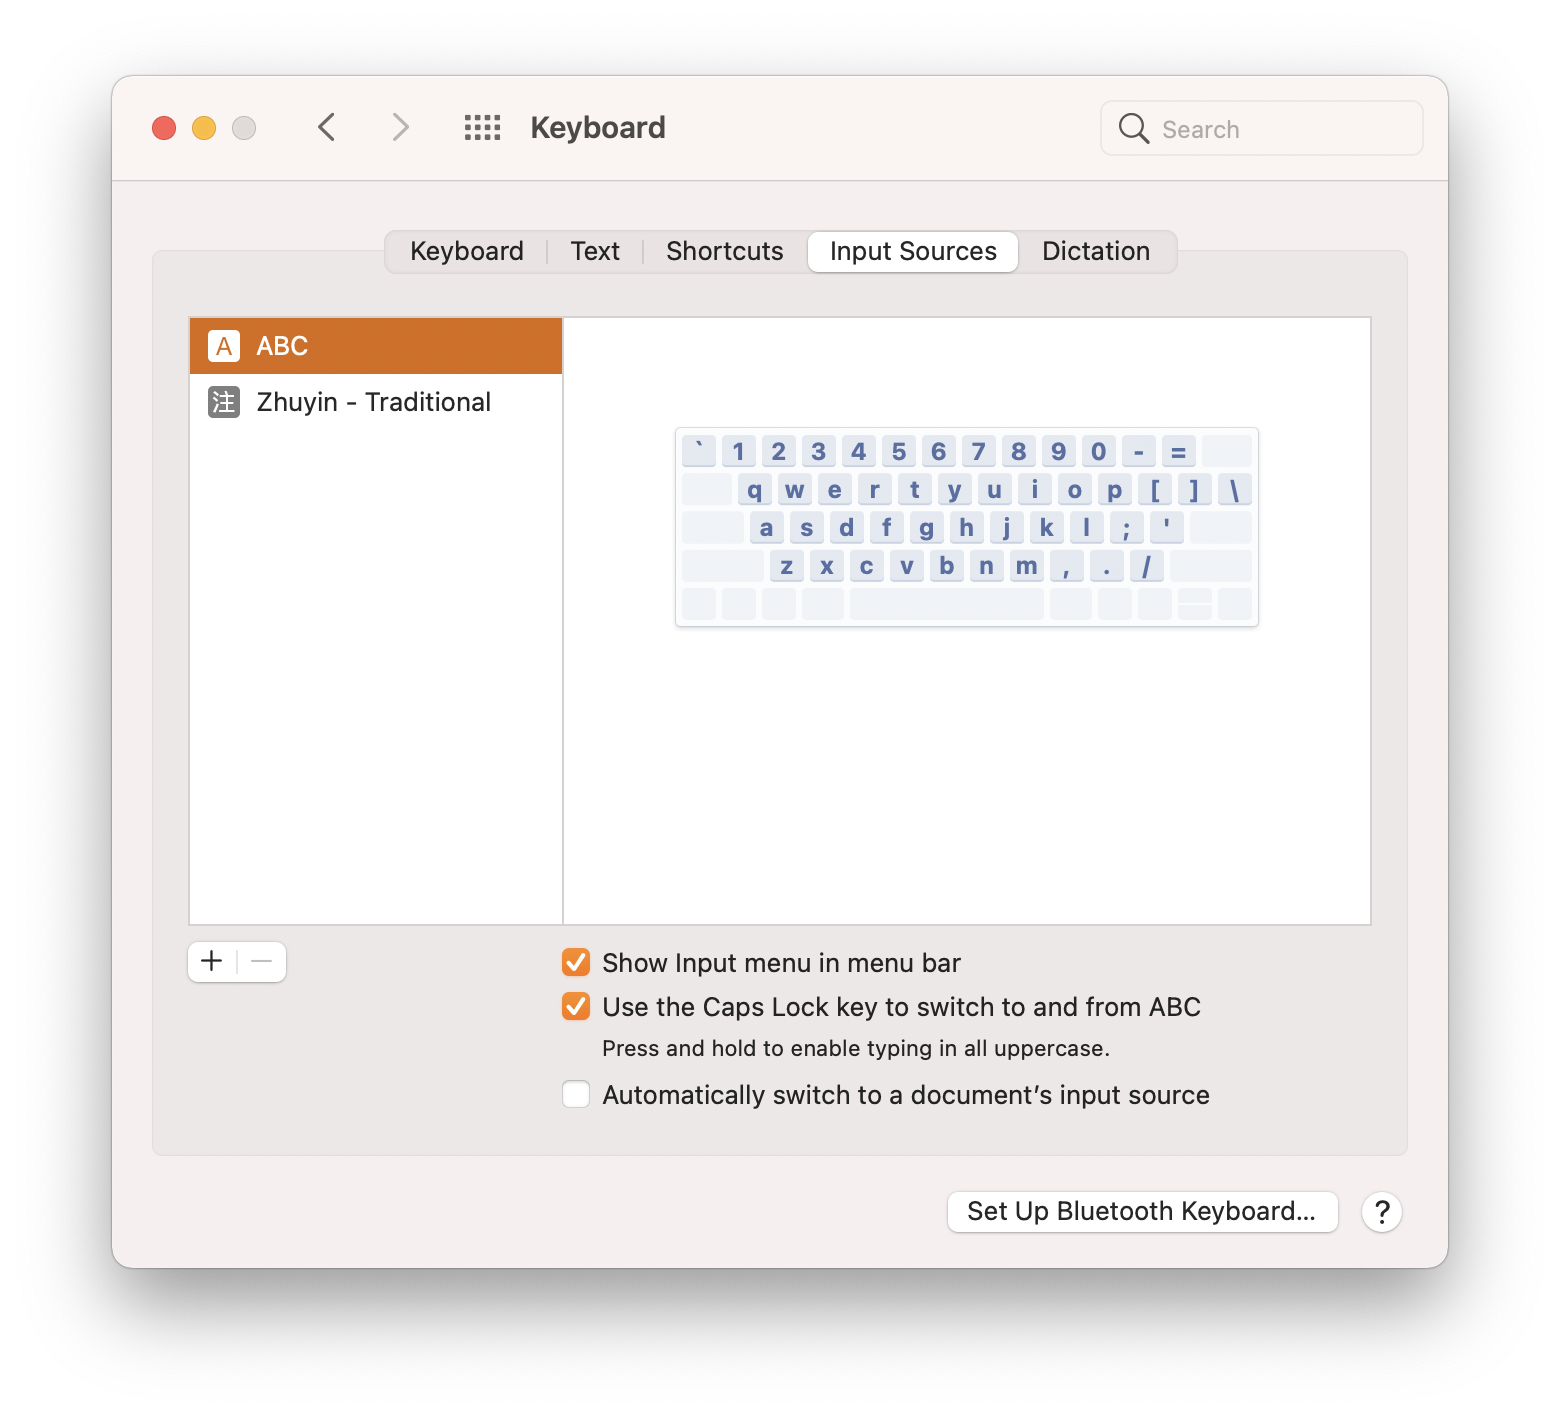 Keyboard
Search
Keyboard Text Shortcuts Input Sources Dictation
A ABC
注 Zhuyin - Traditional
` 1 2 3 4 5 6 7 8 9 0 - =
q w e r t y u i o p [ ] \
a s d f g h j k l ; '
z x c v b n m , . /
+ −
Show Input menu in menu bar
Use the Caps Lock key to switch to and from ABC
Press and hold to enable typing in all uppercase.
Automatically switch to a document’s input source
Set Up Bluetooth Keyboard... ?